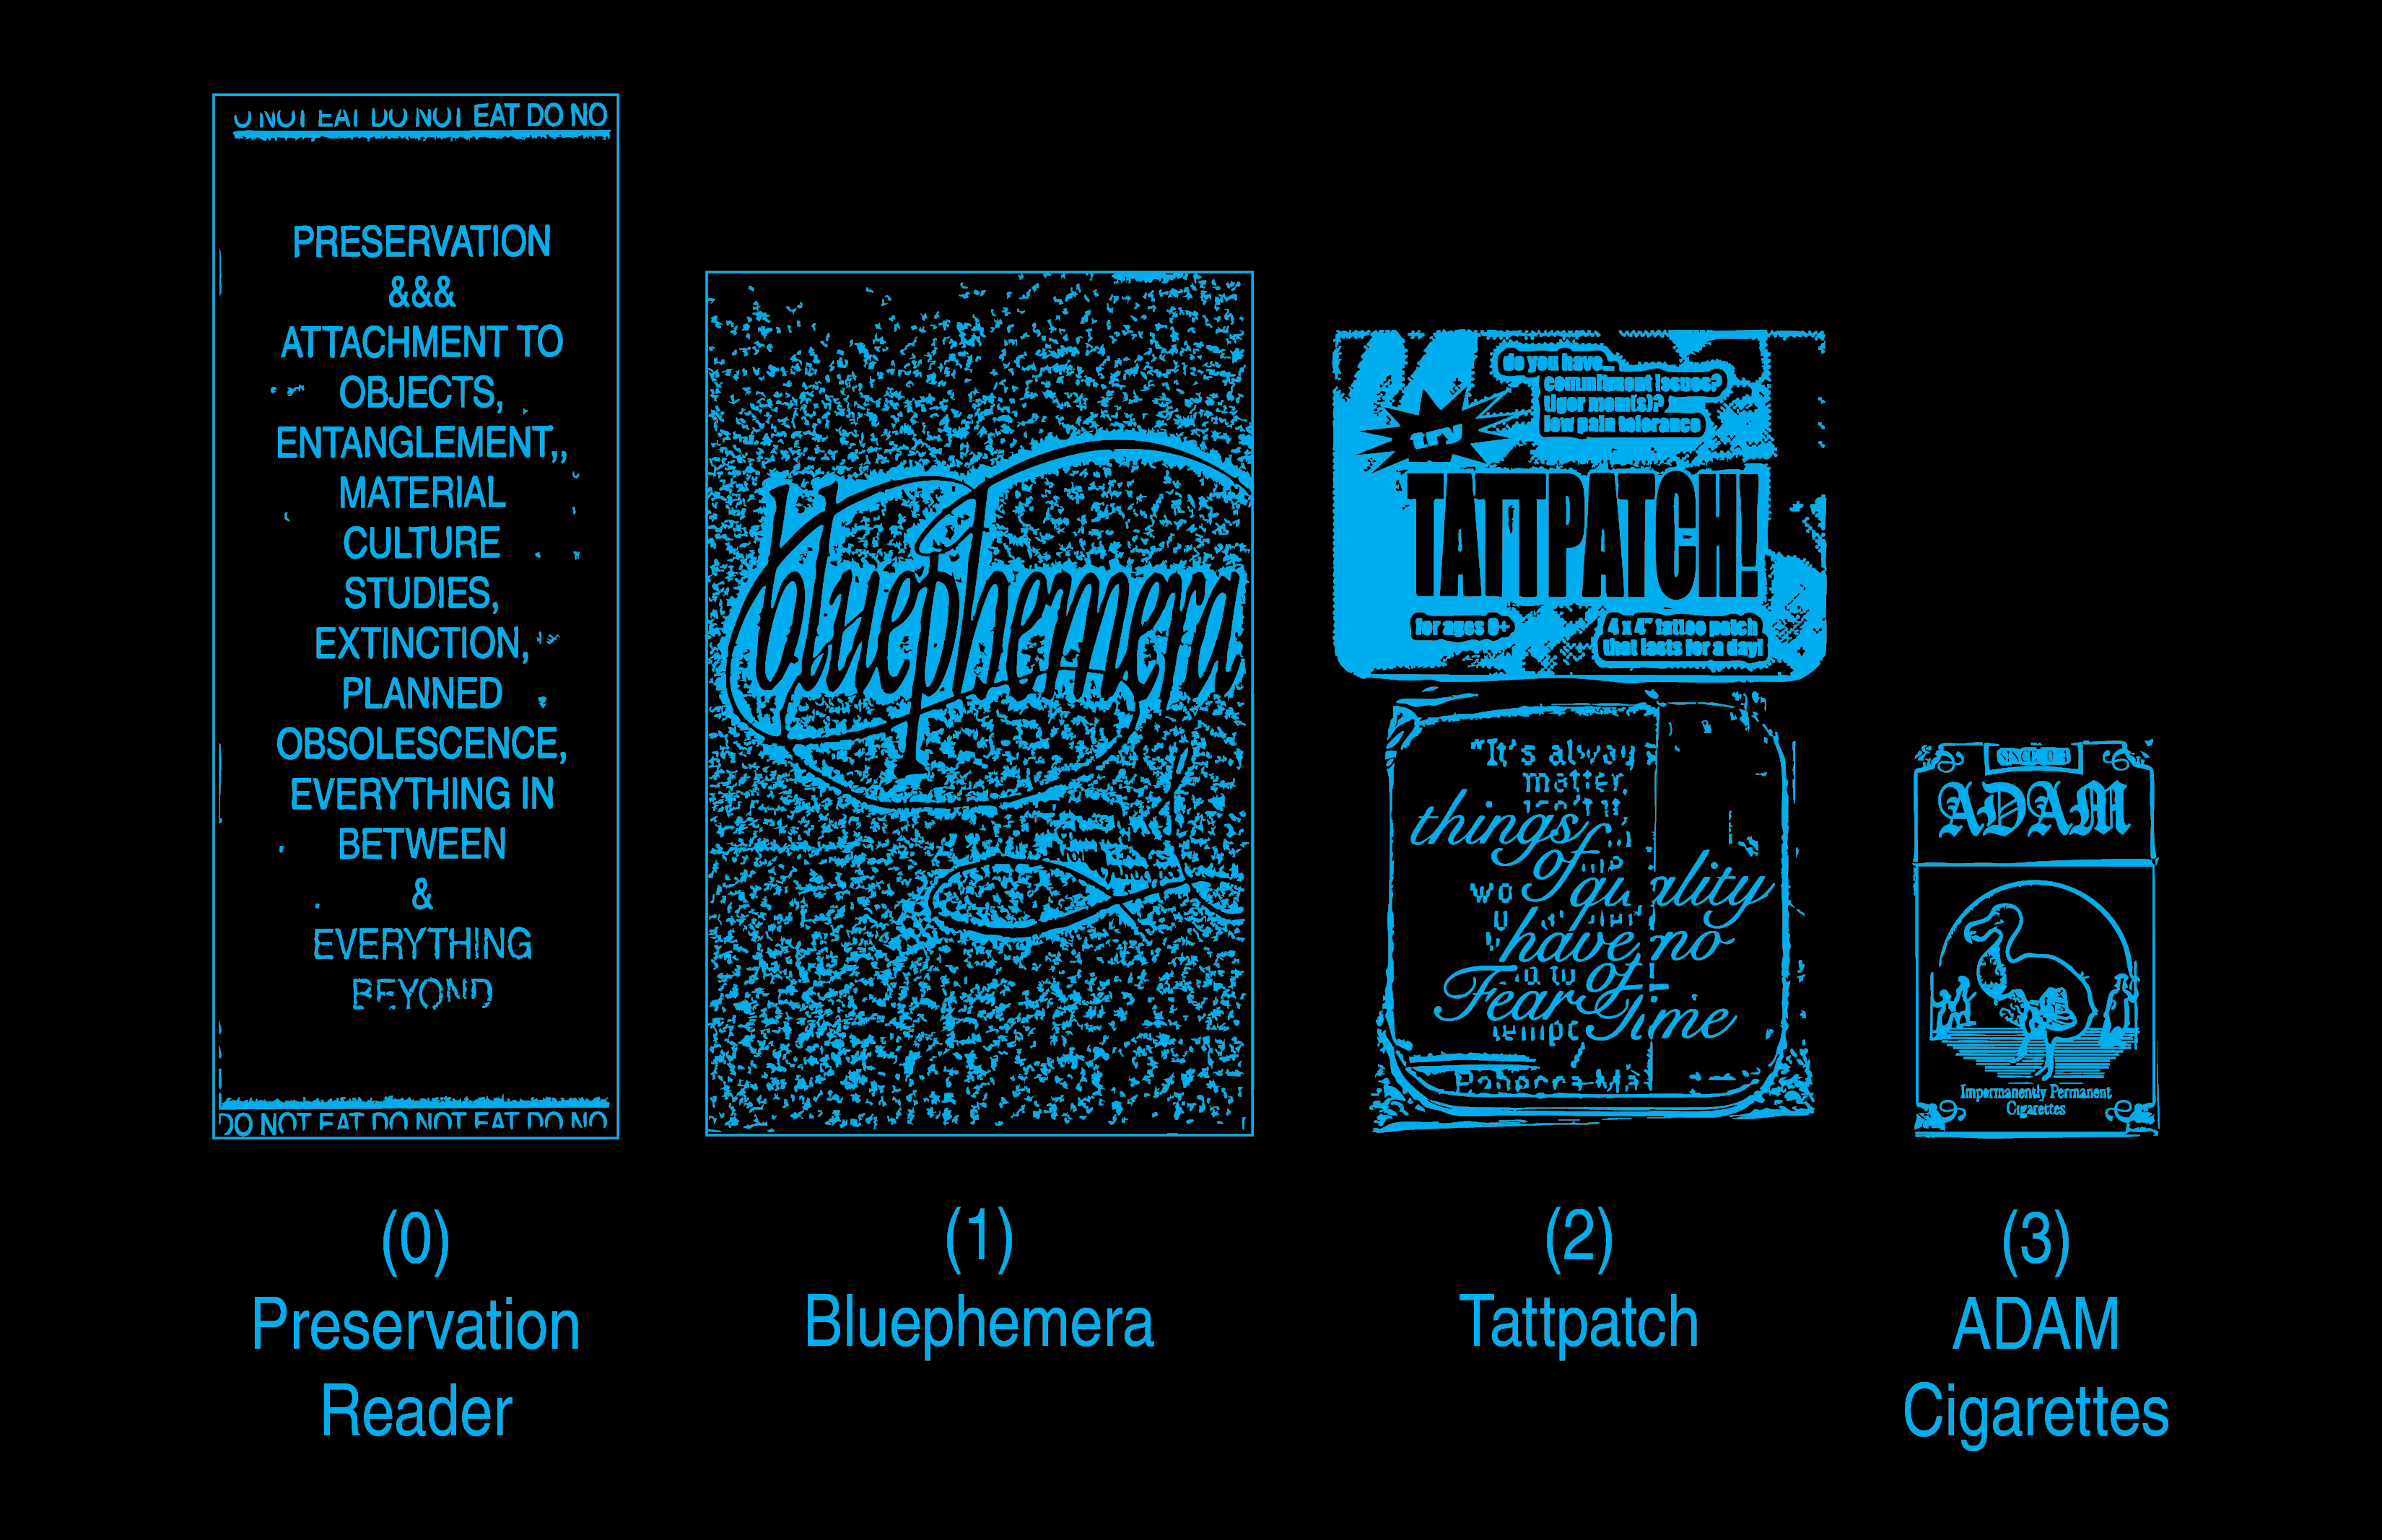 O NOT EAT DO NOT EAT DO NO
PRESERVATION
&&&
ATTACHMENT TO
OBJECTS,
ENTANGLEMENT,,
MATERIAL
CULTURE
STUDIES,
EXTINCTION,
PLANNED
OBSOLESCENCE,
EVERYTHING IN
BETWEEN
&
EVERYTHING
BEYOND
DO NOT EAT DO NOT EAT DO NO
(0)
Preservation
Reader
bluephemera
(1)
Bluephemera
do you have...
commitment issues?
tiger mom(s)?
low pain tolerance
try
TATTPATCH!
for ages 0+
4 x 4" tattoo patch
that lasts for a day!
"It's alway
matter,
things
of quality
wo
have no
Fear of
Time
tempo
(2)
Tattpatch
SINCE
ADAM
Impermanently Permanent
Cigarettes
(3)
ADAM
Cigarettes